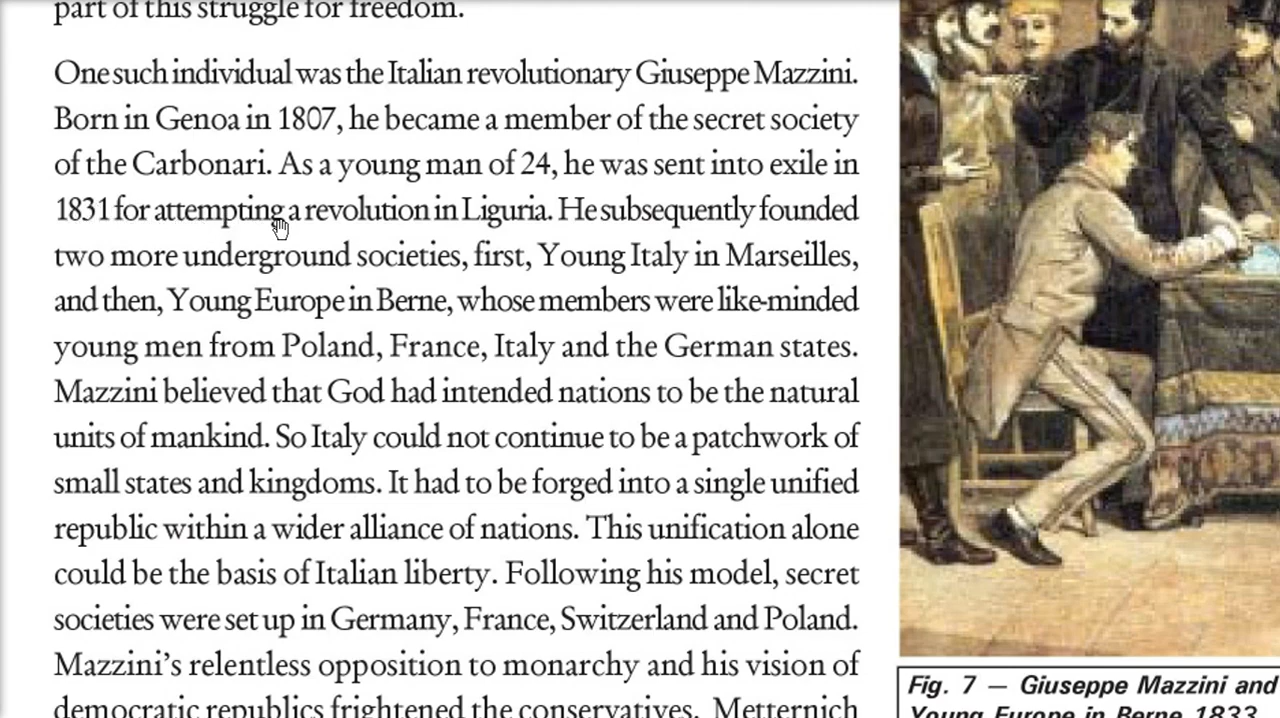 part of this struggle for freedom.
One such individual was the Italian revolutionary Giuseppe Mazzini.
Born in Genoa in 1807, he became a member of the secret society
of the Carbonari. As a young man of 24, he was sent into exile in
1831 for attempting a revolution in Liguria. He subsequently founded
two more underground societies, first, Young Italy in Marseilles,
and then, Young Europe in Berne, whose members were like-minded
young men from Poland, France, Italy and the German states.
Mazzini believed that God had intended nations to be the natural
units of mankind. So Italy could not continue to be a patchwork of
small states and kingdoms. It had to be forged into a single unified
republic within a wider alliance of nations. This unification alone
could be the basis of Italian liberty. Following his model, secret
societies were set up in Germany, France, Switzerland and Poland.
Mazzini’s relentless opposition to monarchy and his vision of
democratic republics frightened the conservatives. Metternich
Fig. 7 — Giuseppe Mazzini and
Young Europe in Berne 1833